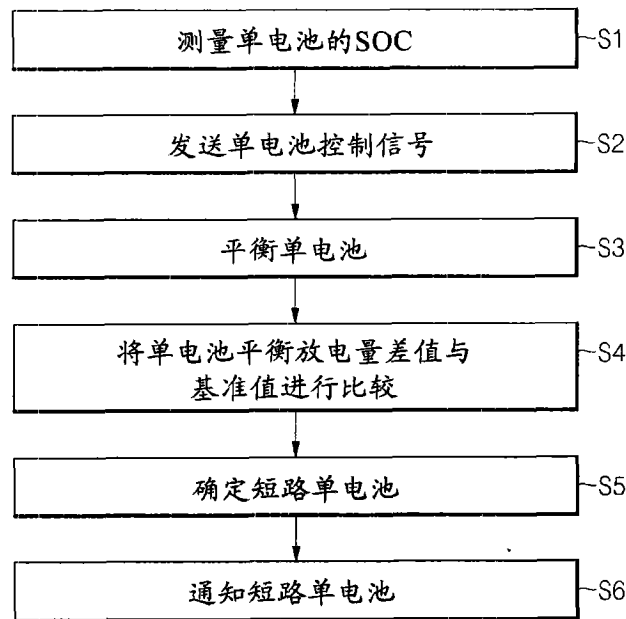 测量单电池的SOC
S1
发送单电池控制信号
S2
平衡单电池
S3
将单电池平衡放电量差值与
基准值进行比较
S4
确定短路单电池
S5
通知短路单电池
S6